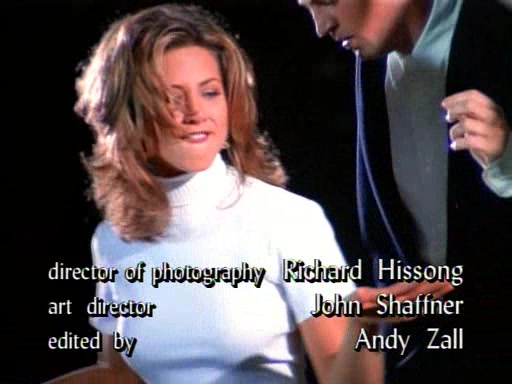 director of photography Richard Hissong
art director John Shaffner
edited by Andy Zall